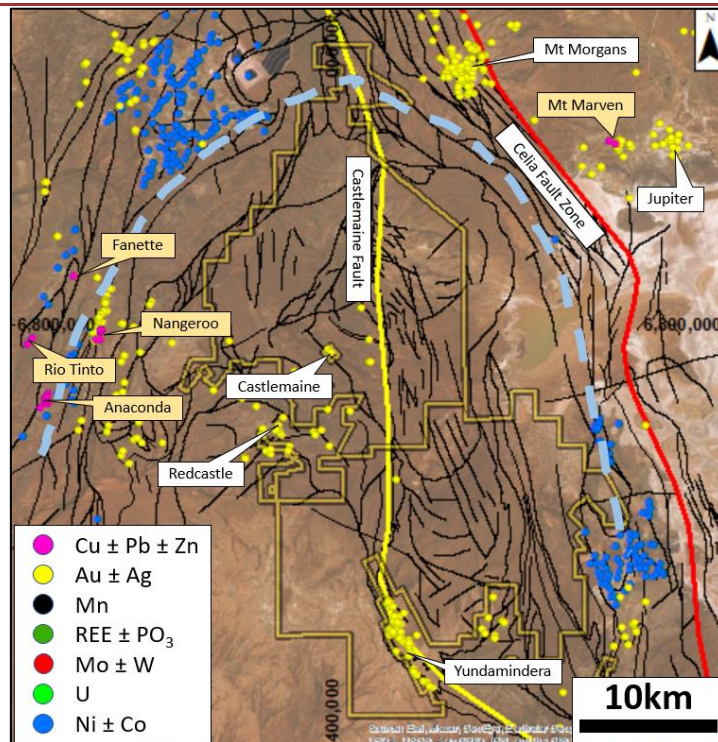 N
Mt Morgans
Mt Marven
Jupiter
Celia Fault Zone
Castlemaine Fault
Fanette
6,800,000
6,800,000
Nangeroo
Rio Tinto
Castlemaine
Anaconda
Redcastle
Yundamindera
400,000
Cu ± Pb ± Zn
Au ± Ag
Mn
REE ± PO₃
Mo ± W
U
Ni ± Co
10km